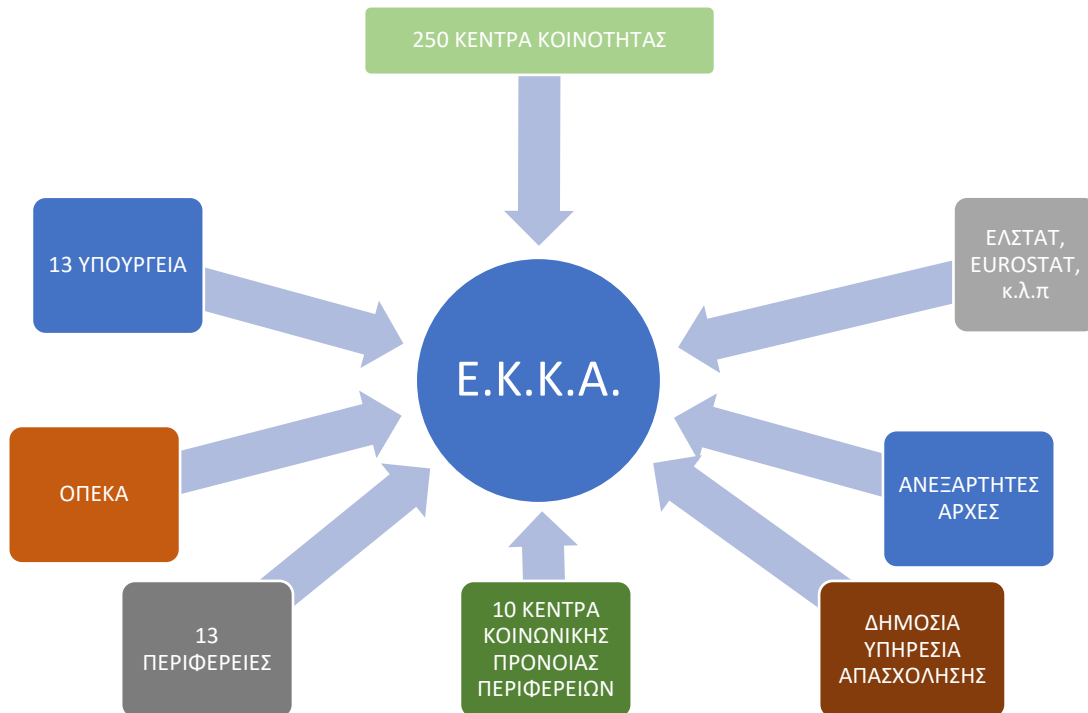 250 ΚΕΝΤΡΑ ΚΟΙΝΟΤΗΤΑΣ
13 ΥΠΟΥΡΓΕΙΑ
ΕΛΣΤΑΤ,
EUROSTAT,
κ.λ.π
Ε.Κ.Κ.Α.
ΟΠΕΚΑ
ΑΝΕΞΑΡΤΗΤΕΣ
ΑΡΧΕΣ
13
ΠΕΡΙΦΕΡΕΙΕΣ
10 ΚΕΝΤΡΑ
ΚΟΙΝΩΝΙΚΗΣ
ΠΡΟΝΟΙΑΣ
ΠΕΡΙΦΕΡΕΙΩΝ
ΔΗΜΟΣΙΑ
ΥΠΗΡΕΣΙΑ
ΑΠΑΣΧΟΛΗΣΗΣ